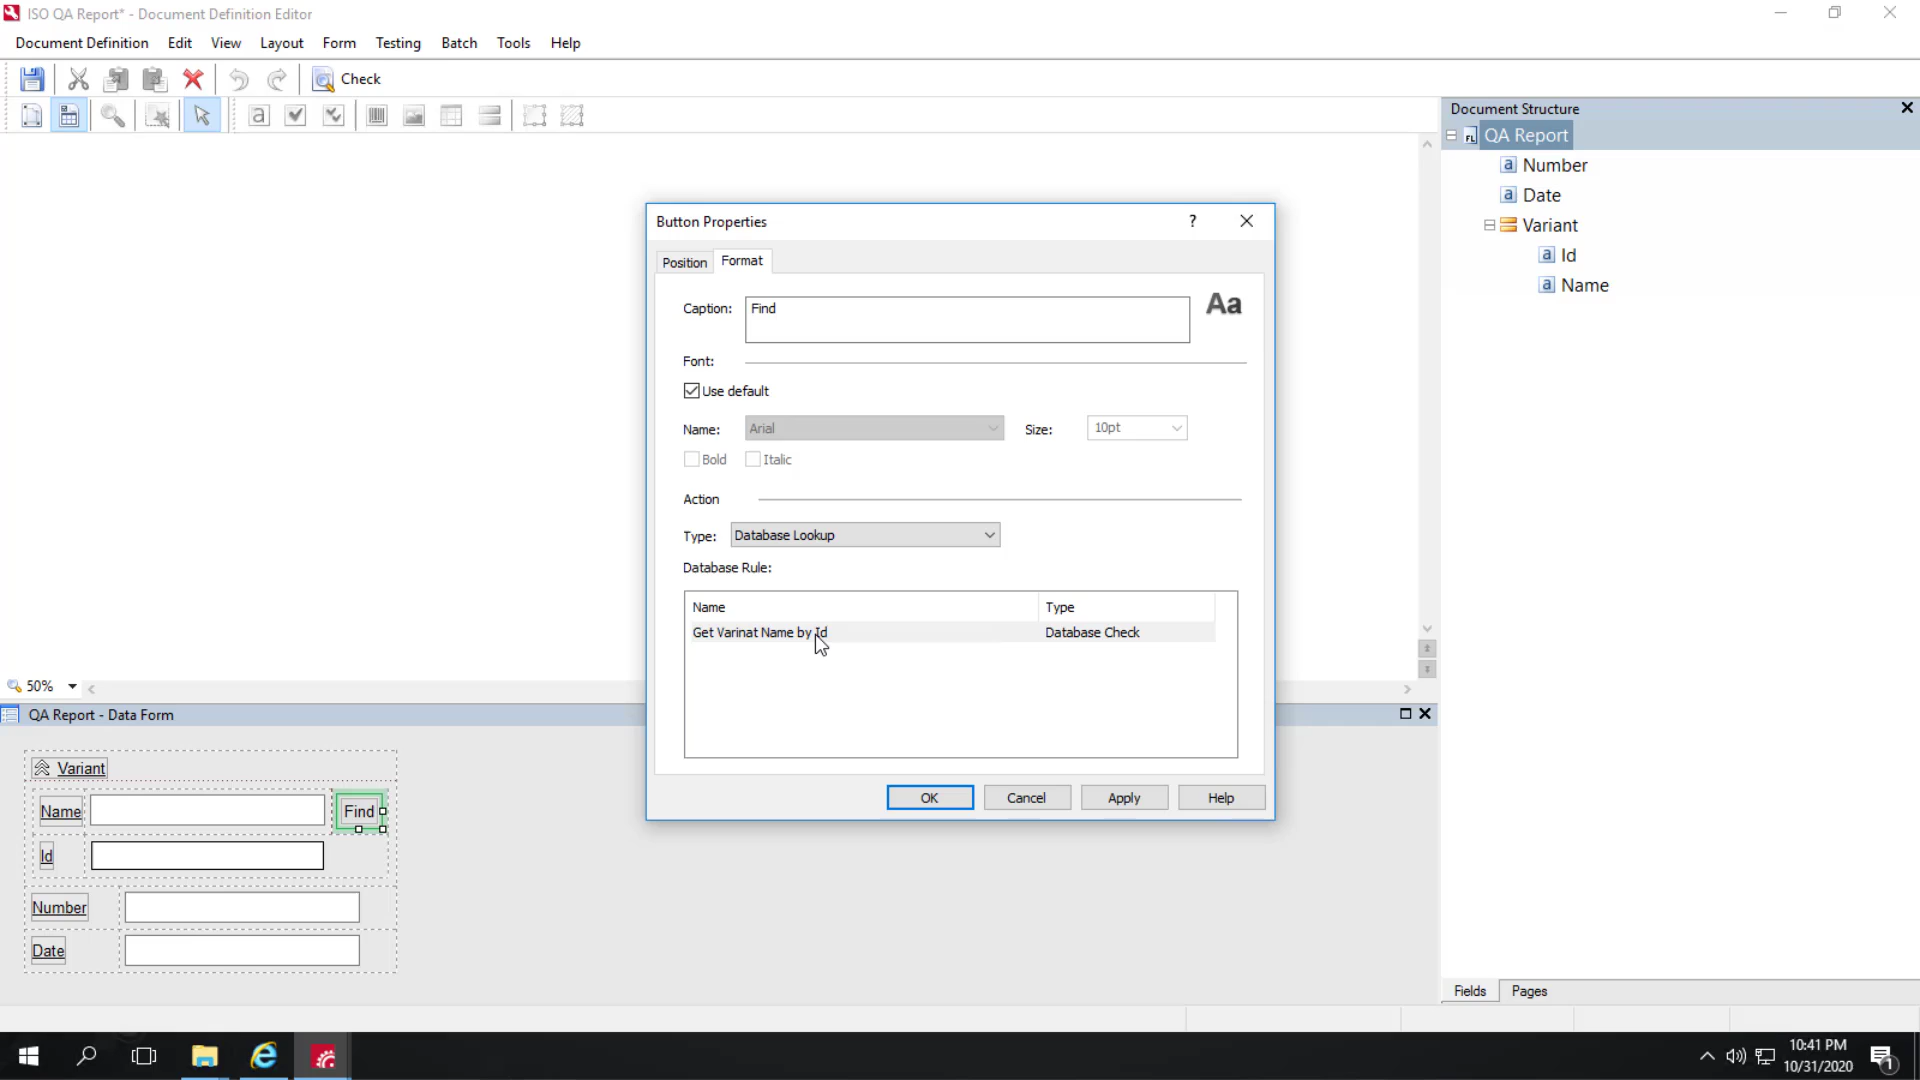 ISO QA Report* - Document Definition Editor
Document Definition Edit View Layout Form Testing Batch Tools Help
Check
a
Document Structure
QA Report
a Number
a Date
Variant
a Id
a Name
Button Properties
?
Position Format
Caption: Find Aa
Font:
Use default
Name: Arial Size: 10pt
Bold Italic
Action
Type: Database Lookup
Database Rule:
Name Type
Get Varinat Name by Id Database Check
OK Cancel Apply Help
50%
QA Report - Data Form
Variant
Name Find
Id
Number
Date
Fields Pages
10:41 PM
10/31/2020
1